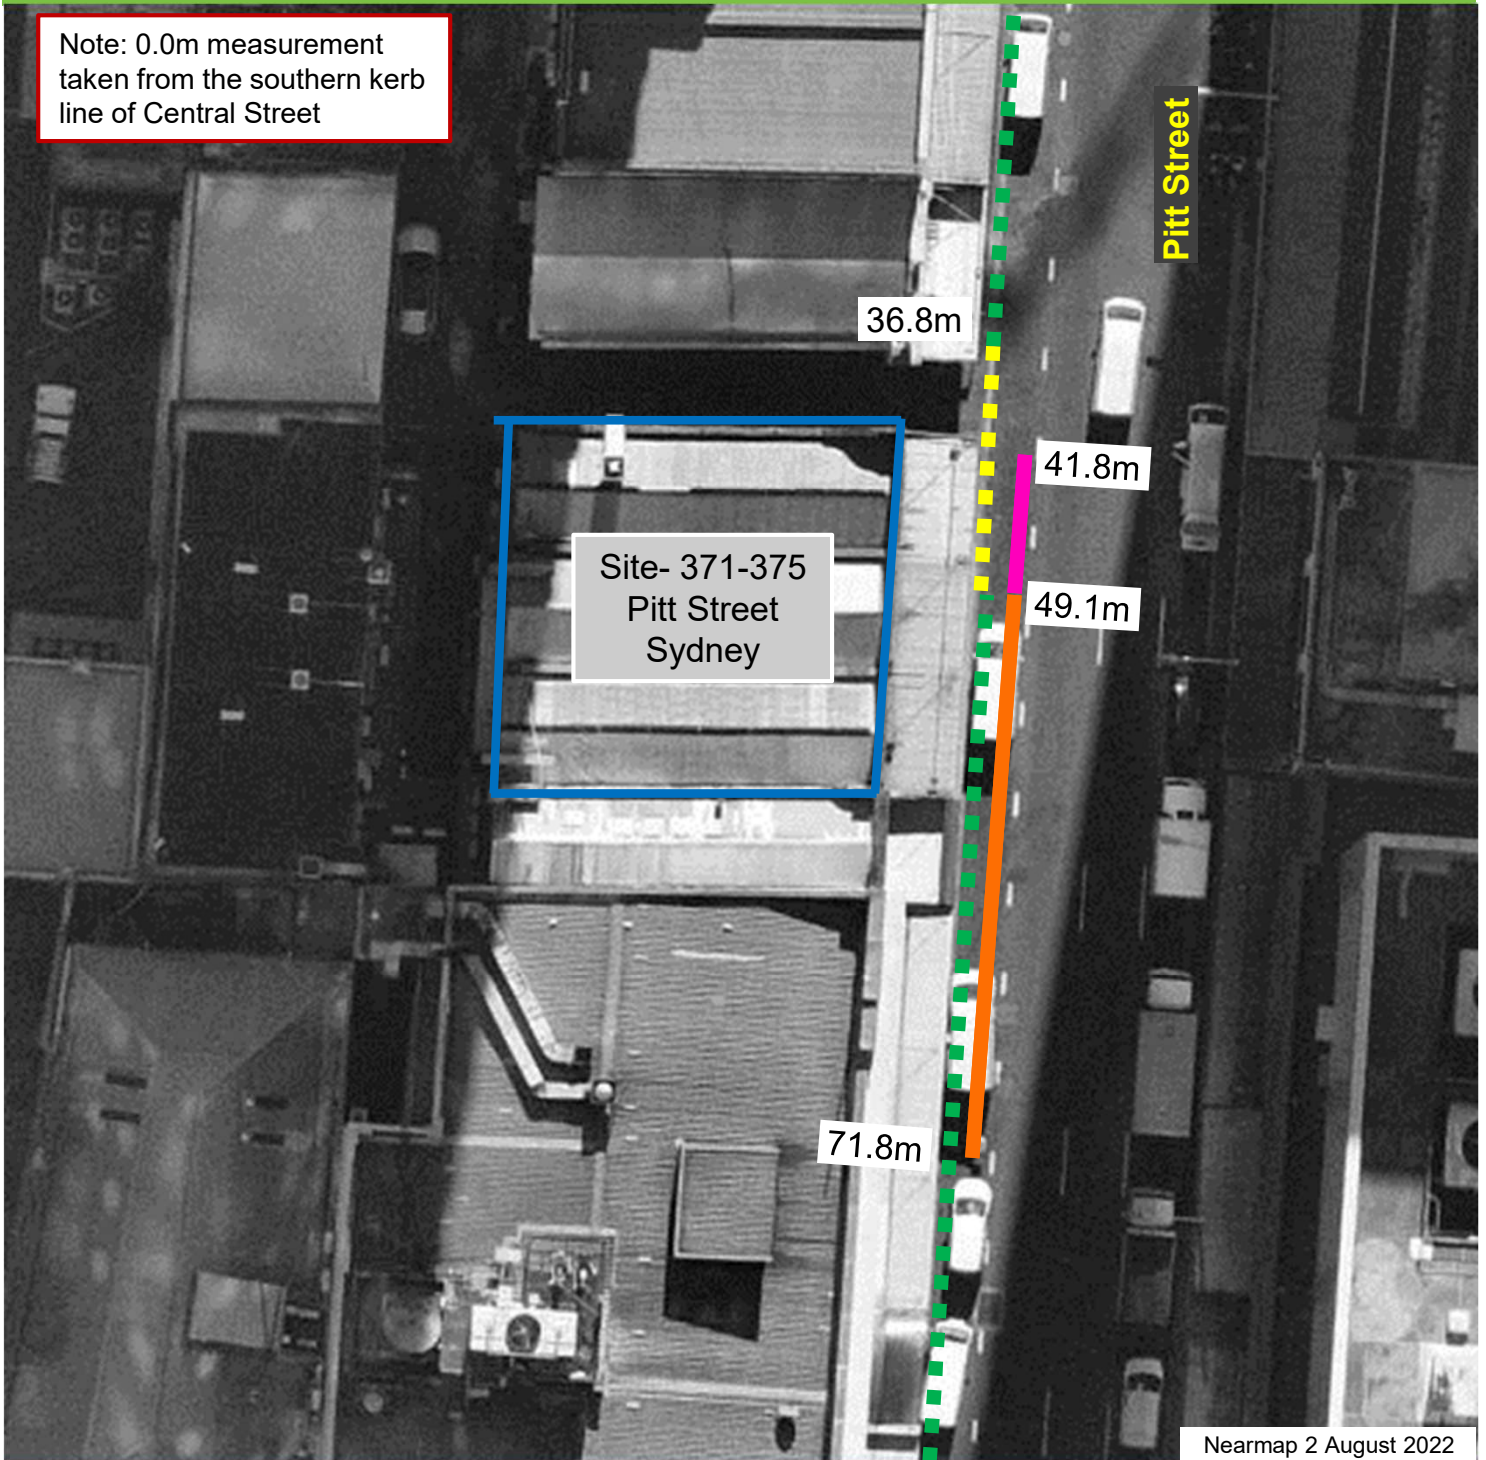 Note: 0.0m measurement
taken from the southern kerb
line of Central Street
Pitt Street
36.8m
41.8m
Site- 371-375
Pitt Street
Sydney
49.1m
71.8m
Nearmap 2 August 2022